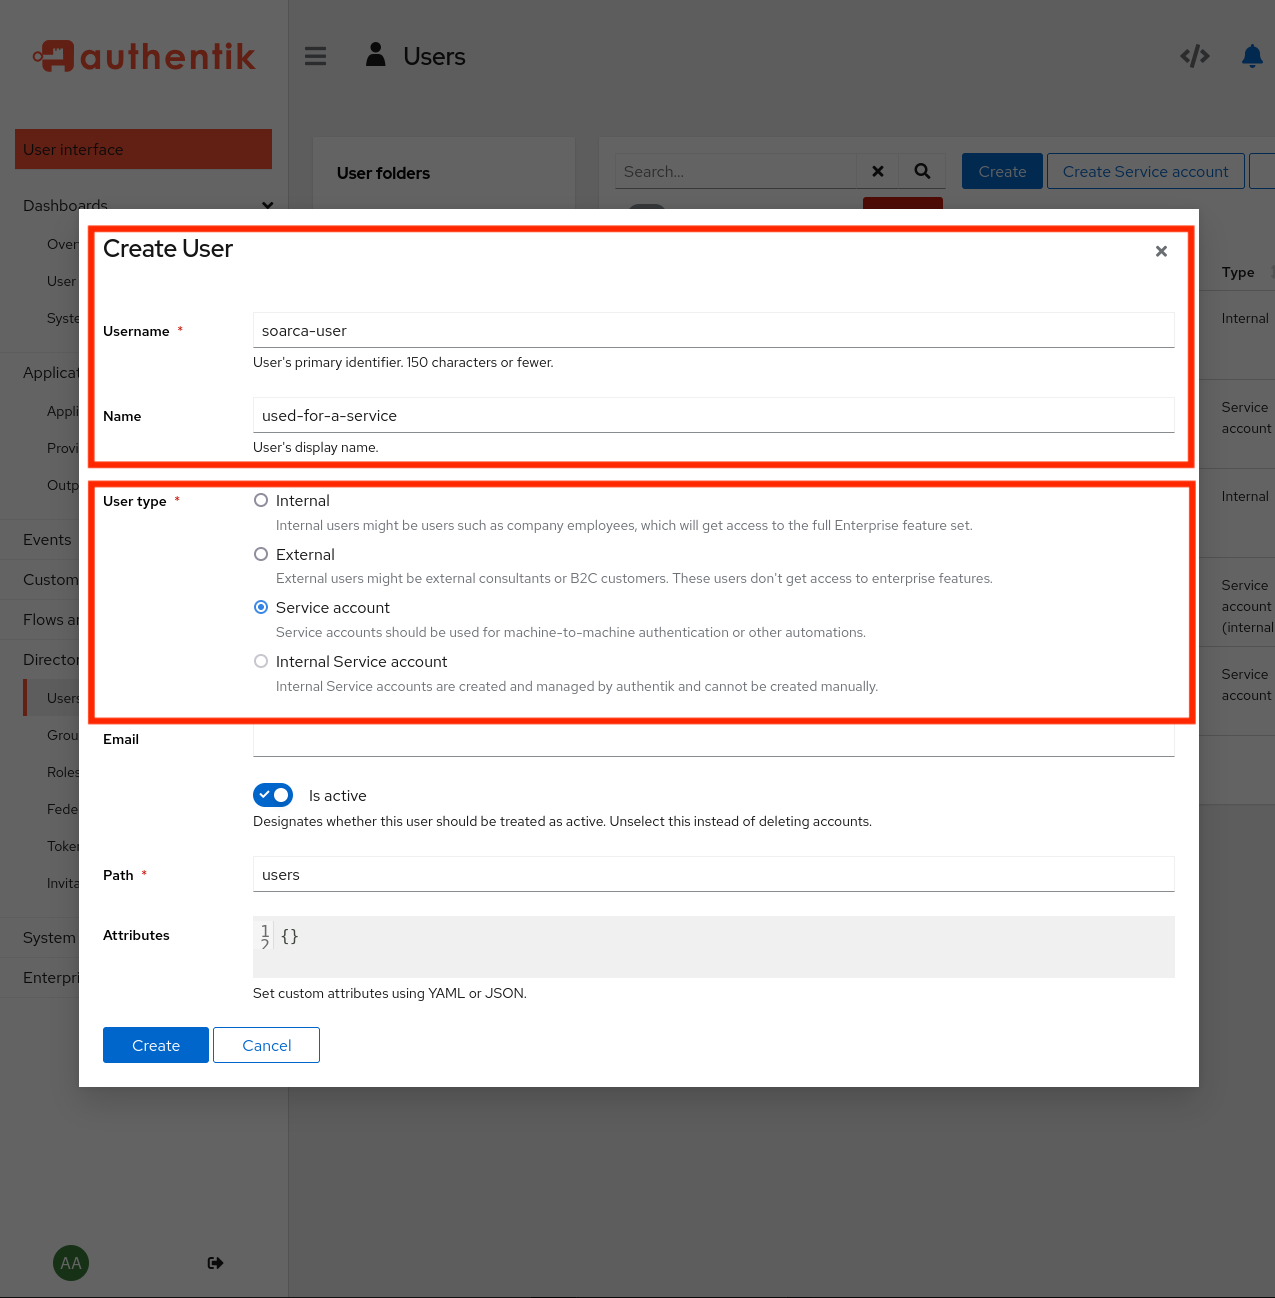 authentik
Users
User interface
User folders
Search...
Create
Create Service account
Dashboards
Create User
Username *
soarca-user
User's primary identifier. 150 characters or fewer.
Name
used-for-a-service
User's display name.
User type *
Internal
Internal users might be users such as company employees, which will get access to the full Enterprise feature set.
External
External users might be external consultants or B2C customers. These users don't get access to enterprise features.
Service account
Service accounts should be used for machine-to-machine authentication or other automations.
Internal Service account
Internal Service accounts are created and managed by authentik and cannot be created manually.
Email
Is active
Designates whether this user should be treated as active. Unselect this instead of deleting accounts.
Path *
users
Attributes
1 {}
2
Set custom attributes using YAML or JSON.
Create
Cancel
Over
User
Syste
Applicat
Appli
Provi
Outp
Events
Custom
Flows a
Director
Users
Grou
Roles
Fede
Toke
Invita
System
Enterpri
Type
Internal
Service
account
Internal
Service
account
(internal
Service
account
AA